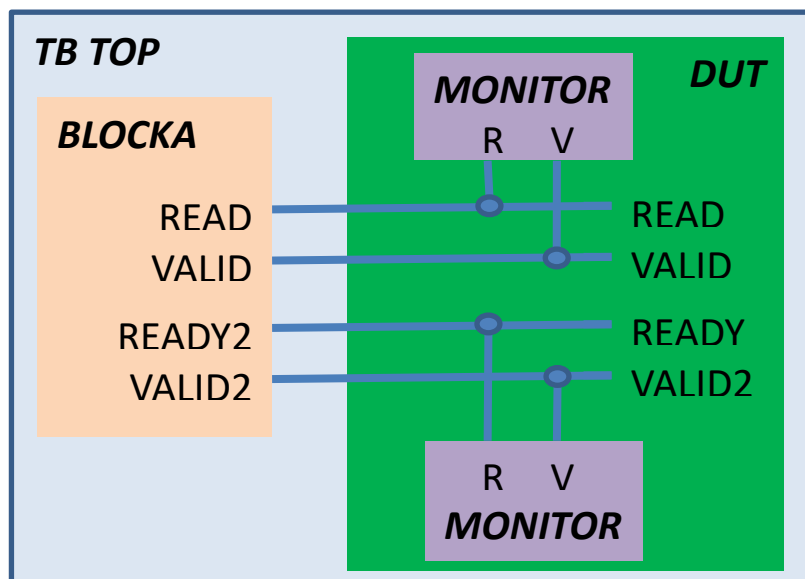 TB TOP
DUT
MONITOR
R V
BLOCKA
READ
VALID
READY2
VALID2
READ
VALID
READY
VALID2
R V
MONITOR